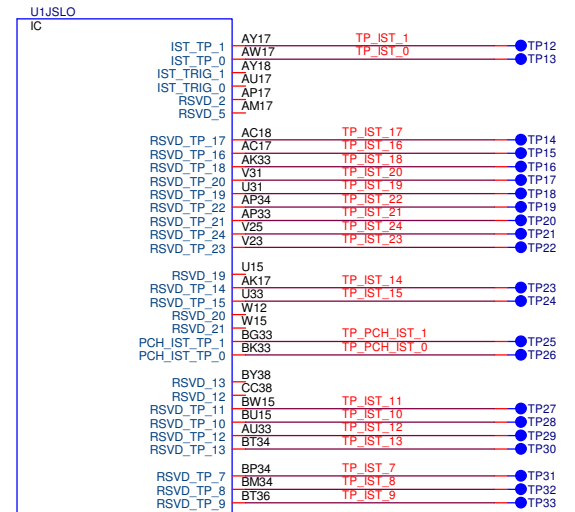 U1JSLO
IC
IST_TP_1 AY17 TP_IST_1 TP12
IST_TP_0 AW17 TP_IST_0 TP13
IST_TRIG_1 AY18
IST_TRIG_0 AU17
RSVD_2 AP17
RSVD_5 AM17
RSVD_TP_17 AC18 TP_IST_17 TP14
RSVD_TP_16 AC17 TP_IST_16 TP15
RSVD_TP_18 AK33 TP_IST_18 TP16
RSVD_TP_20 V31 TP_IST_20 TP17
RSVD_TP_19 U31 TP_IST_19 TP18
RSVD_TP_22 AP34 TP_IST_22 TP19
RSVD_TP_21 AP33 TP_IST_21 TP20
RSVD_TP_24 V25 TP_IST_24 TP21
RSVD_TP_23 V23 TP_IST_23 TP22
RSVD_19 U15
RSVD_TP_14 AK17 TP_IST_14 TP23
RSVD_TP_15 U33 TP_IST_15 TP24
RSVD_20 W12
RSVD_21 W15
PCH_IST_TP_1 BG33 TP_PCH_IST_1 TP25
PCH_IST_TP_0 BK33 TP_PCH_IST_0 TP26
RSVD_13 BY38
RSVD_12 CC38
RSVD_TP_11 BW15 TP_IST_11 TP27
RSVD_TP_10 BU15 TP_IST_10 TP28
RSVD_TP_12 AU33 TP_IST_12 TP29
RSVD_TP_13 BT34 TP_IST_13 TP30
RSVD_TP_7 BP34 TP_IST_7 TP31
RSVD_TP_8 BM34 TP_IST_8 TP32
RSVD_TP_9 BT36 TP_IST_9 TP33